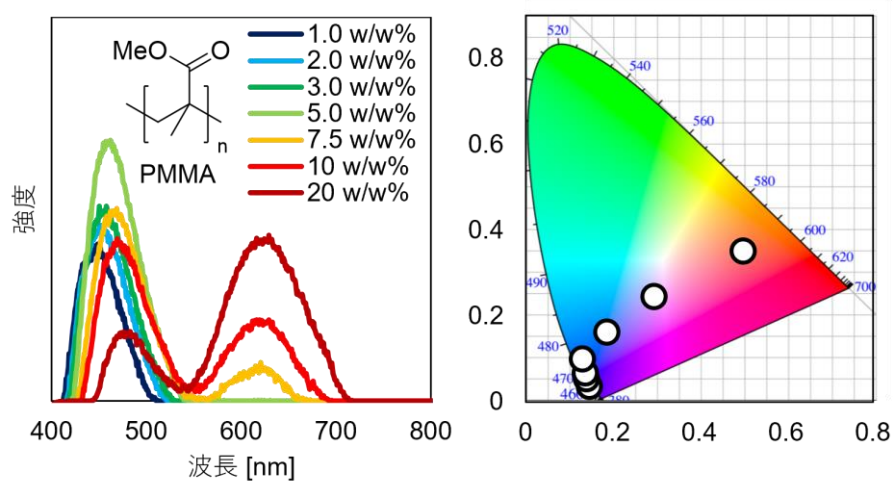 MeO
O
n
PMMA
1.0 w/w%
2.0 w/w%
3.0 w/w%
5.0 w/w%
7.5 w/w%
10 w/w%
20 w/w%
強度
400
500
600
700
800
波長 [nm]
0.8
0.6
0.4
0.2
0
0
0.2
0.4
0.6
0.8
520
540
560
580
600
620
700
490
480
470
460
380